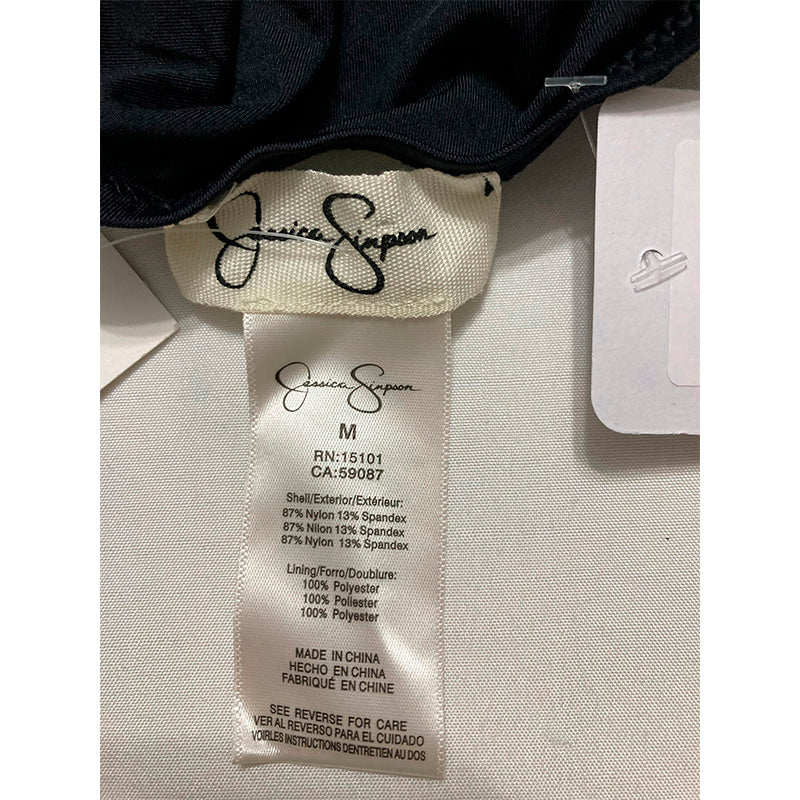 Jessica Simpson
Jessica Simpson
M
RN:15101
CA:59087
Shell/Exterior/Extérieur:
87% Nylon 13% Spandex
87% Nilon 13% Spandex
87% Nylon 13% Spandex
Lining/Forro/Doublure:
100% Polyester
100% Poliester
100% Polyester
MADE IN CHINA
HECHO EN CHINA
FABRIQUÉ EN CHINE
SEE REVERSE FOR CARE
VER AL REVERSO PARA EL CUIDADO
VOIRLES INSTRUCTIONS DENTRETIEN AU DOS